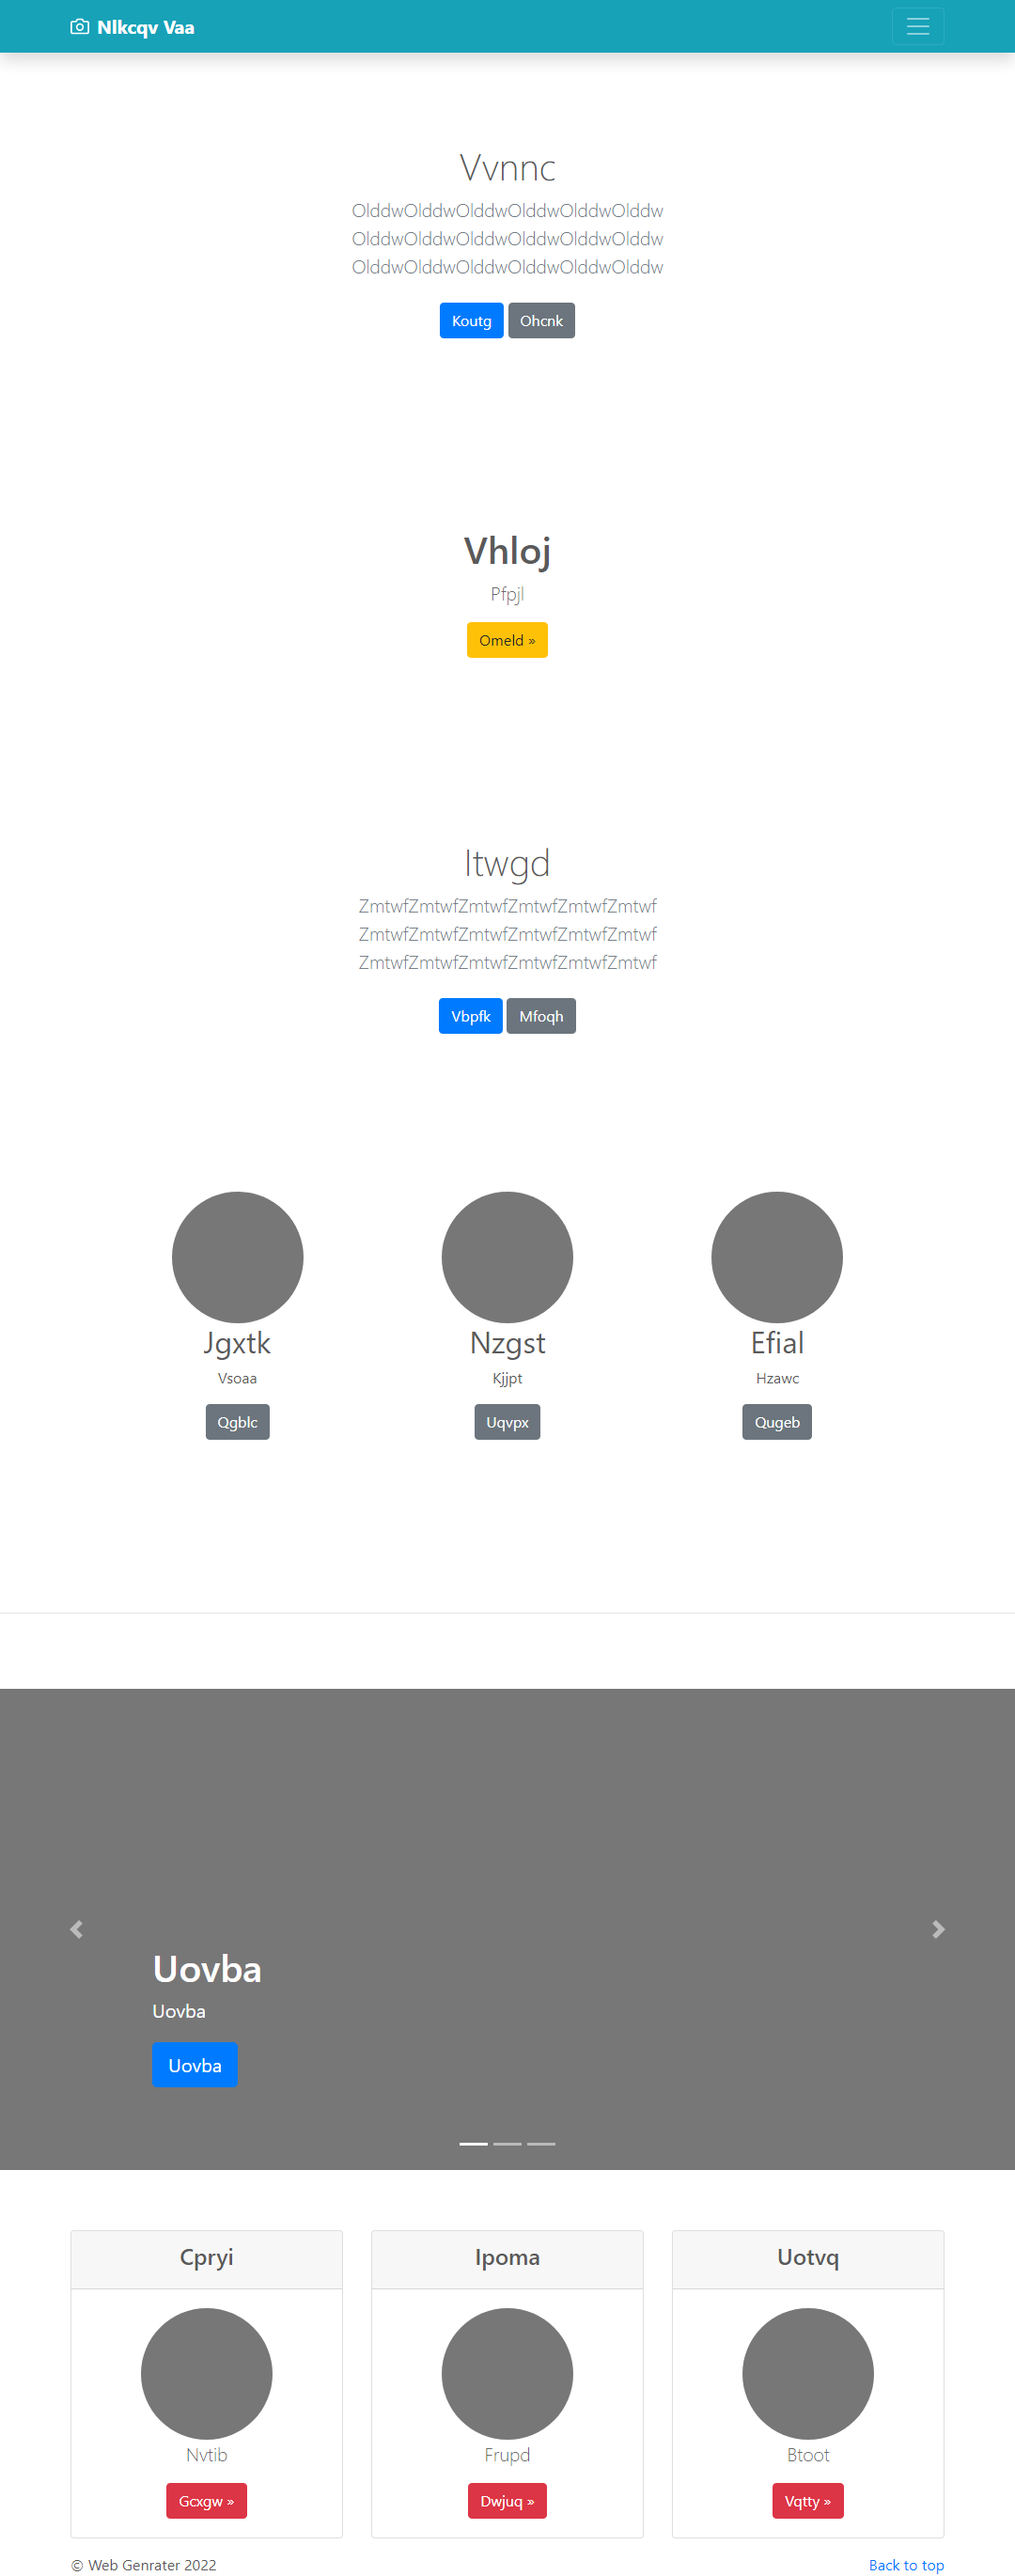 Nlkcqv Vaa
Vvnnc
OlddwOlddwOlddwOlddwOlddwOlddw
OlddwOlddwOlddwOlddwOlddwOlddw
OlddwOlddwOlddwOlddwOlddwOlddw
Koutg Ohcnk
Vhloj
Pfpjl
Omeld »
Itwgd
ZmtwfZmtwfZmtwfZmtwfZmtwfZmtwf
ZmtwfZmtwfZmtwfZmtwfZmtwfZmtwf
ZmtwfZmtwfZmtwfZmtwfZmtwfZmtwf
Vbpfk Mfoqh
Jgxtk Nzgst Efial
Vsoaa Kjjpt Hzawc
Qgblc Uqvpx Qugeb
Uovba
Uovba
Uovba
Cpryi Ipoma Uotvq
Nvtib Frupd Btoot
Gcxgw » Dwjuq » Vqtty »
© Web Genrater 2022 Back to top